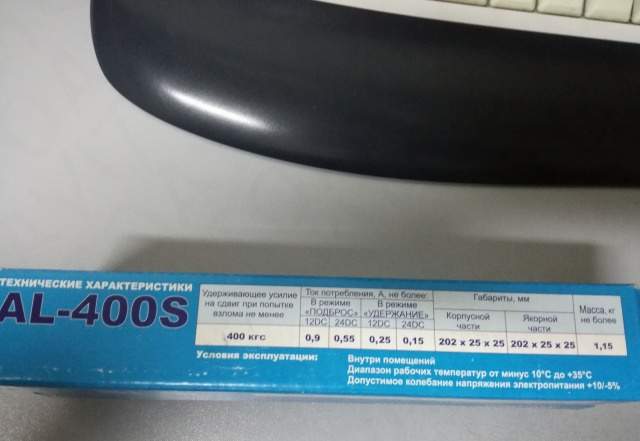 ТЕХНИЧЕСКИЕ ХАРАКТЕРИСТИКИ
AL-400S
Удерживающее усилие
на сдвиг при попытке
взлома не менее
Ток потребления, А, не более:
В режиме
«ПОДБРОС»
В режиме
«УДЕРЖАНИЕ»
12DC 24DC 12DC 24DC
Габариты, мм
Корпусной
части
Якорной
части
Масса, кг
не более
400 кгс 0,9 0,55 0,25 0,15 202 x 25 x 25 202 x 25 x 25 1,15
Условия эксплуатации: Внутри помещений
Диапазон рабочих температур от минус 10°С до +35°С
Допустимое колебание напряжения электропитания +10/-5%